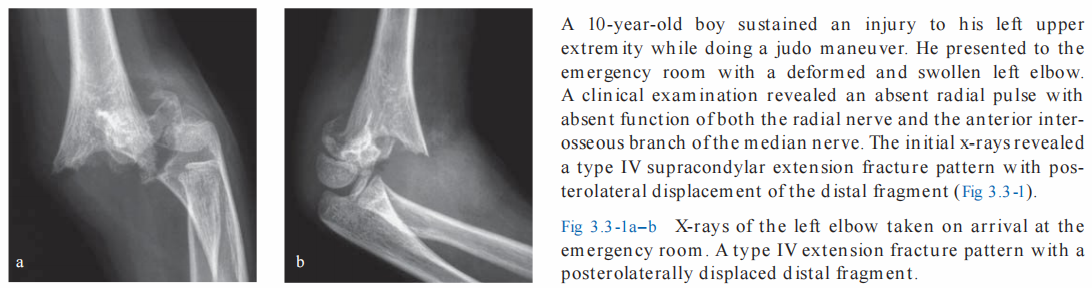 a
b
A 10-year-old boy sustained an injury to his left upper
extremity while doing a judo maneuver. He presented to the
emergency room with a deformed and swollen left elbow.
A clinical examination revealed an absent radial pulse with
absent function of both the radial nerve and the anterior inter-
osseous branch of the median nerve. The initial x-rays revealed
a type IV supracondylar extension fracture pattern with pos-
terolateral displacement of the distal fragment (Fig 3.3-1).
Fig 3.3-1a–b X-rays of the left elbow taken on arrival at the
emergency room. A type IV extension fracture pattern with a
posterolaterally displaced distal fragment.